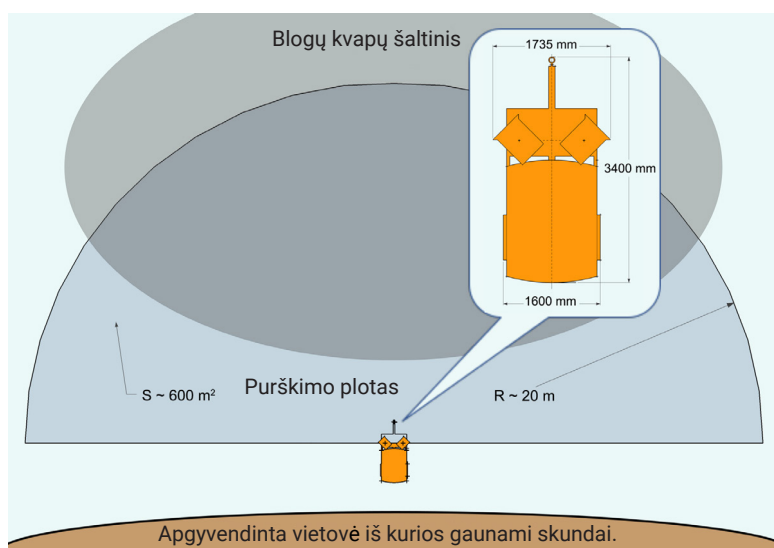 Blogų kvapų šaltinis
1735 mm
3400 mm
1600 mm
Purškimo plotas
S ~ 600 m²
R ~ 20 m
Apgyvendinta vietovė iš kurios gaunami skundai.